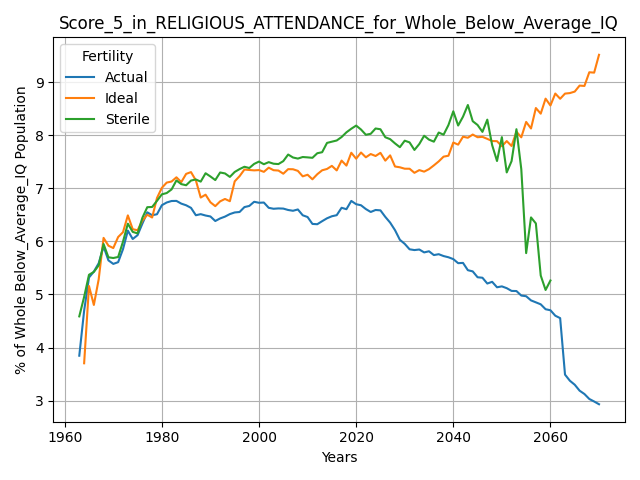 Score_5_in_RELIGIOUS_ATTENDANCE_for_Whole_Below_Average_IQ
Fertility
Actual
Ideal
Sterile
% of Whole Below_Average_IQ Population
9
8
7
6
5
4
3
1960
1980
2000
2020
2040
2060
Years